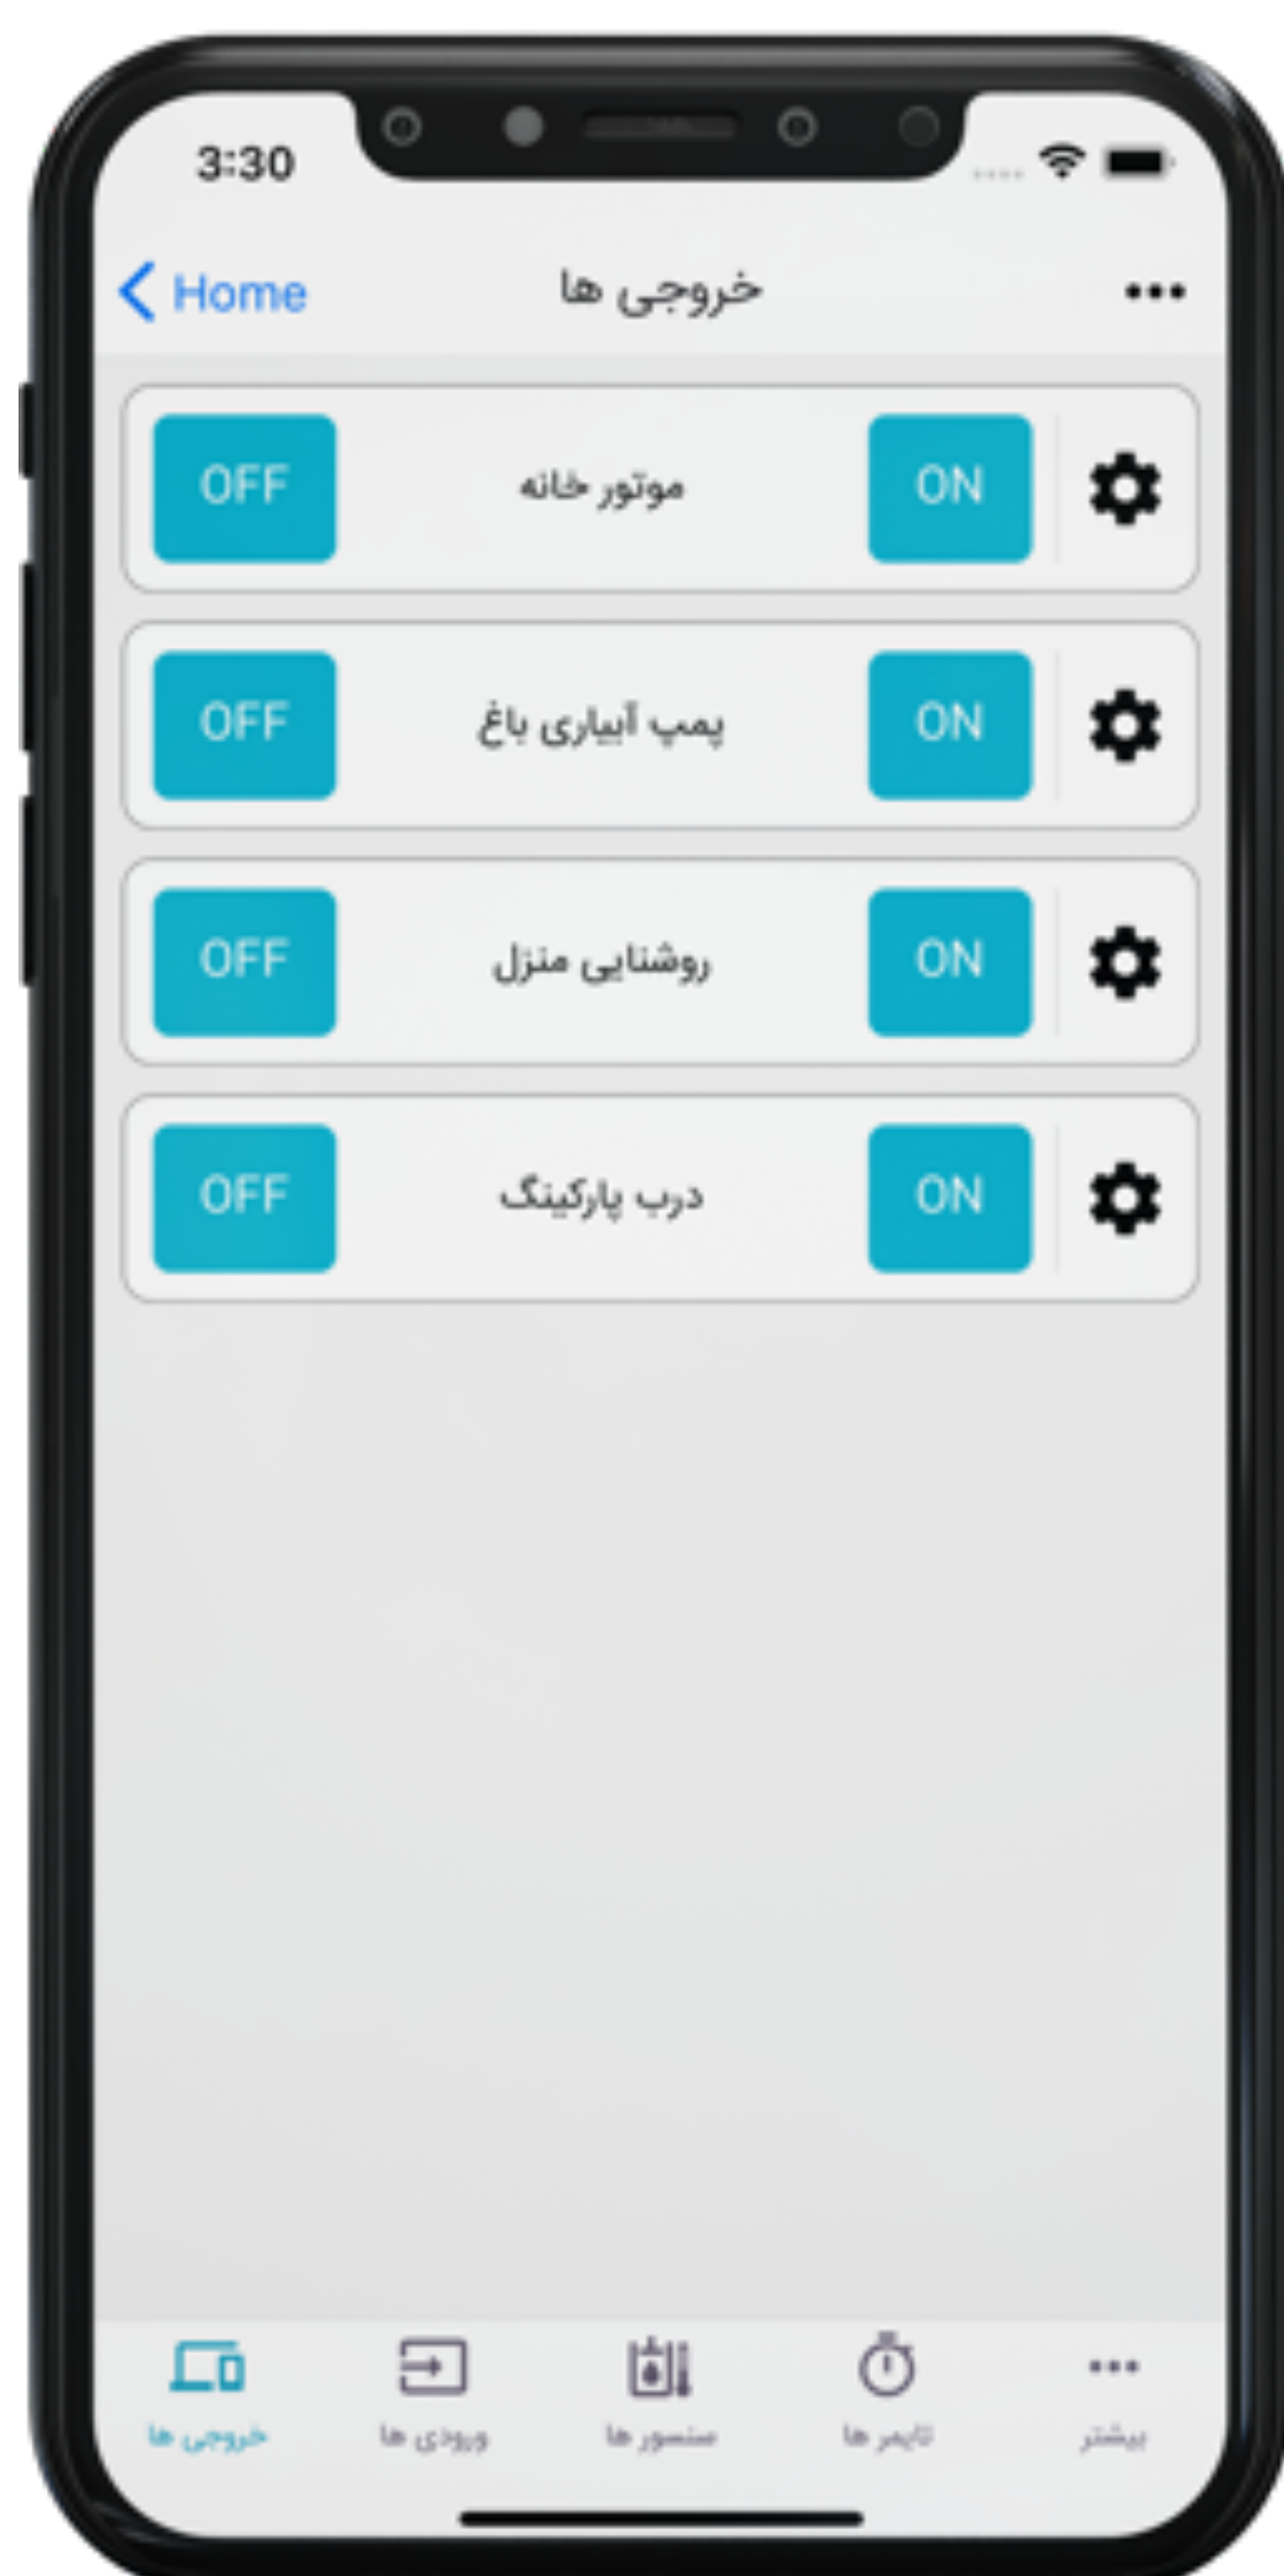 3:30
Home خروجی ها
OFF موتور خانه ON
OFF پمپ آبیاری باغ ON
OFF روشنایی منزل ON
OFF درب پارکینگ ON
خروجی ها ورودی ها سنسور ها تایمر ها بیشتر